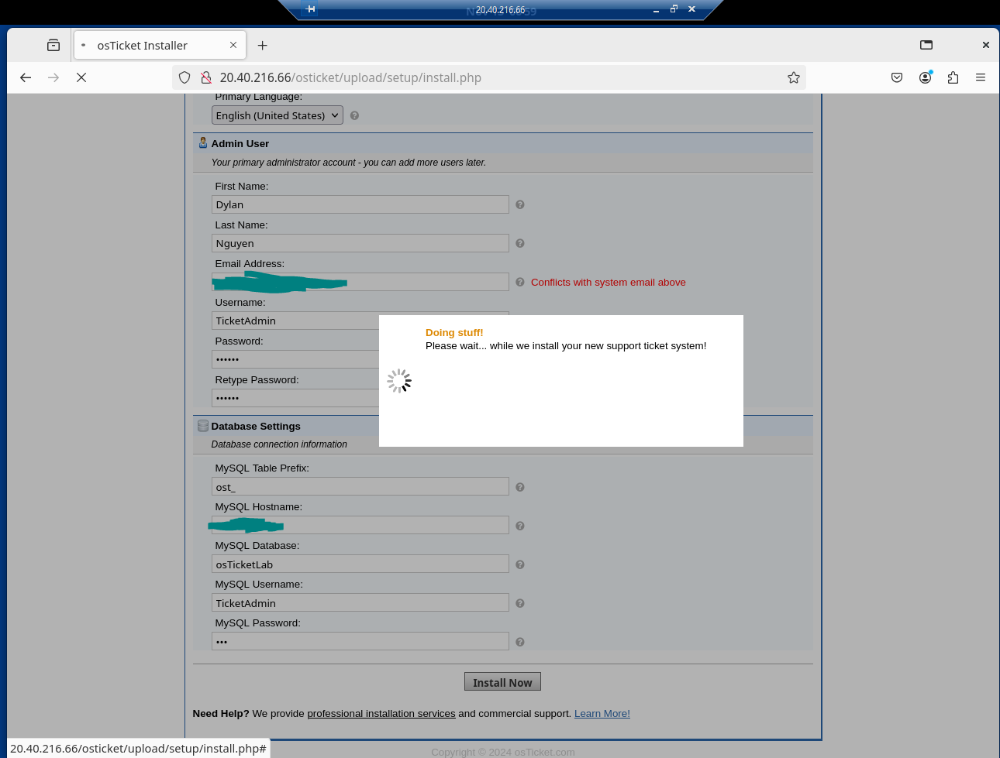 20.40.216.66
osTicket Installer
20.40.216.66/osticket/upload/setup/install.php
Primary Language:
English (United States)
Admin User
Your primary administrator account - you can add more users later.
First Name:
Dylan
Last Name:
Nguyen
Email Address:
Conflicts with system email above
Username:
TicketAdmin
Password:
••••••
Retype Password:
••••••
Doing stuff!
Please wait... while we install your new support ticket system!
Database Settings
Database connection information
MySQL Table Prefix:
ost_
MySQL Hostname:
MySQL Database:
osTicketLab
MySQL Username:
TicketAdmin
MySQL Password:
•••
Install Now
Need Help? We provide professional installation services and commercial support. Learn More!
20.40.216.66/osticket/upload/setup/install.php#
Copyright © 2024 osTicket.com